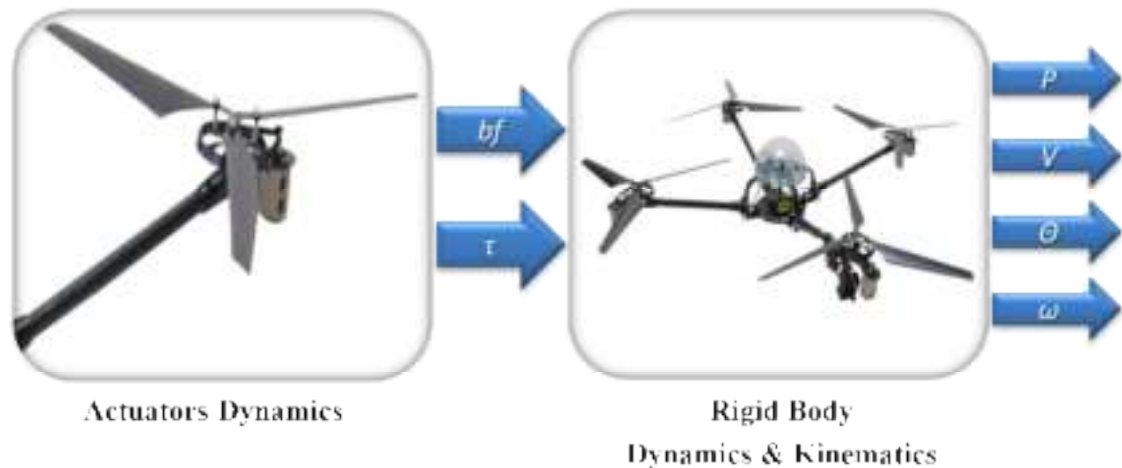 bf
τ
P
V
Θ
ω
Actuators Dynamics
Rigid Body
Dynamics & Kinematics